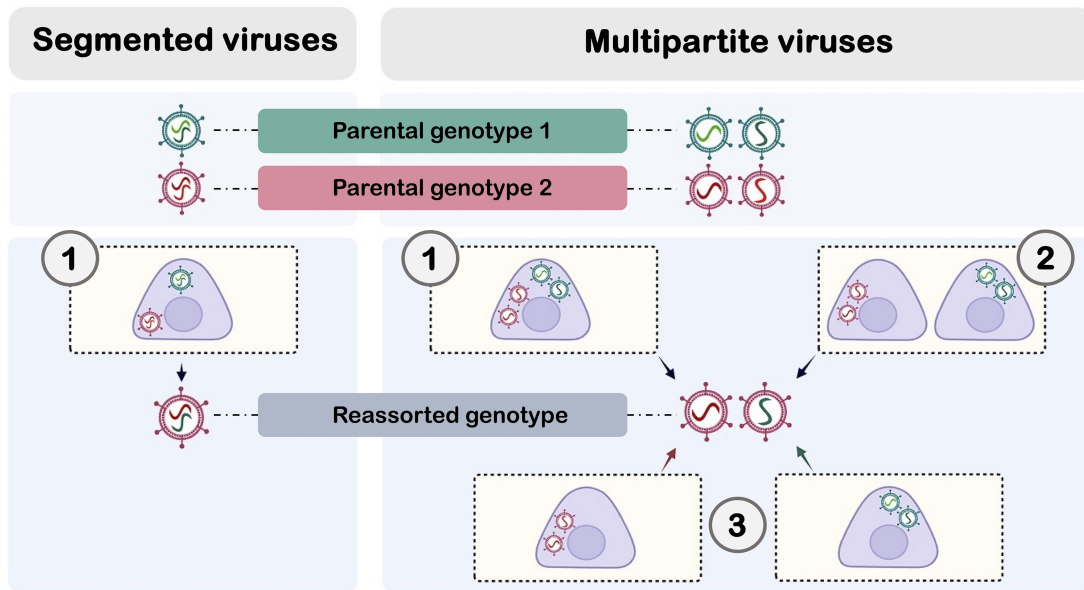 Segmented viruses
Multipartite viruses
Parental genotype 1
Parental genotype 2
1
1
2
Reassorted genotype
3